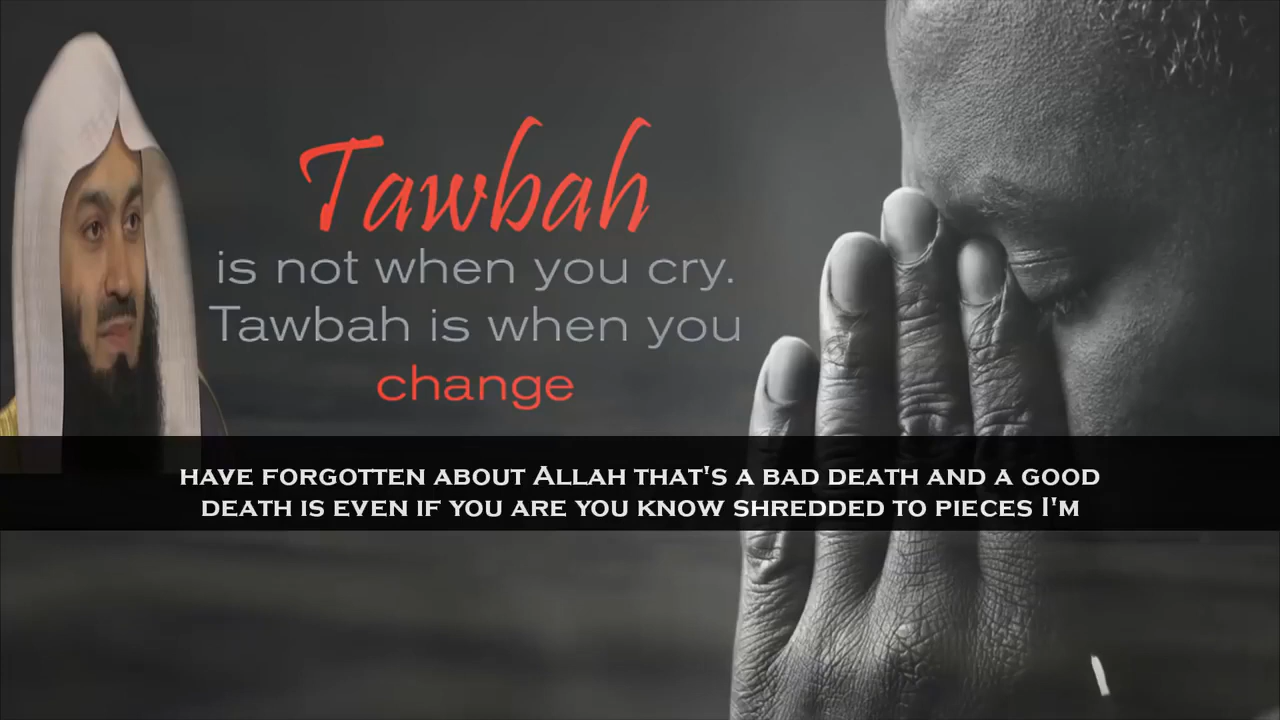 Tawbah
is not when you cry.
Tawbah is when you
change
HAVE FORGOTTEN ABOUT ALLAH THAT'S A BAD DEATH AND A GOOD
DEATH IS EVEN IF YOU ARE YOU KNOW SHREDDED TO PIECES I'M